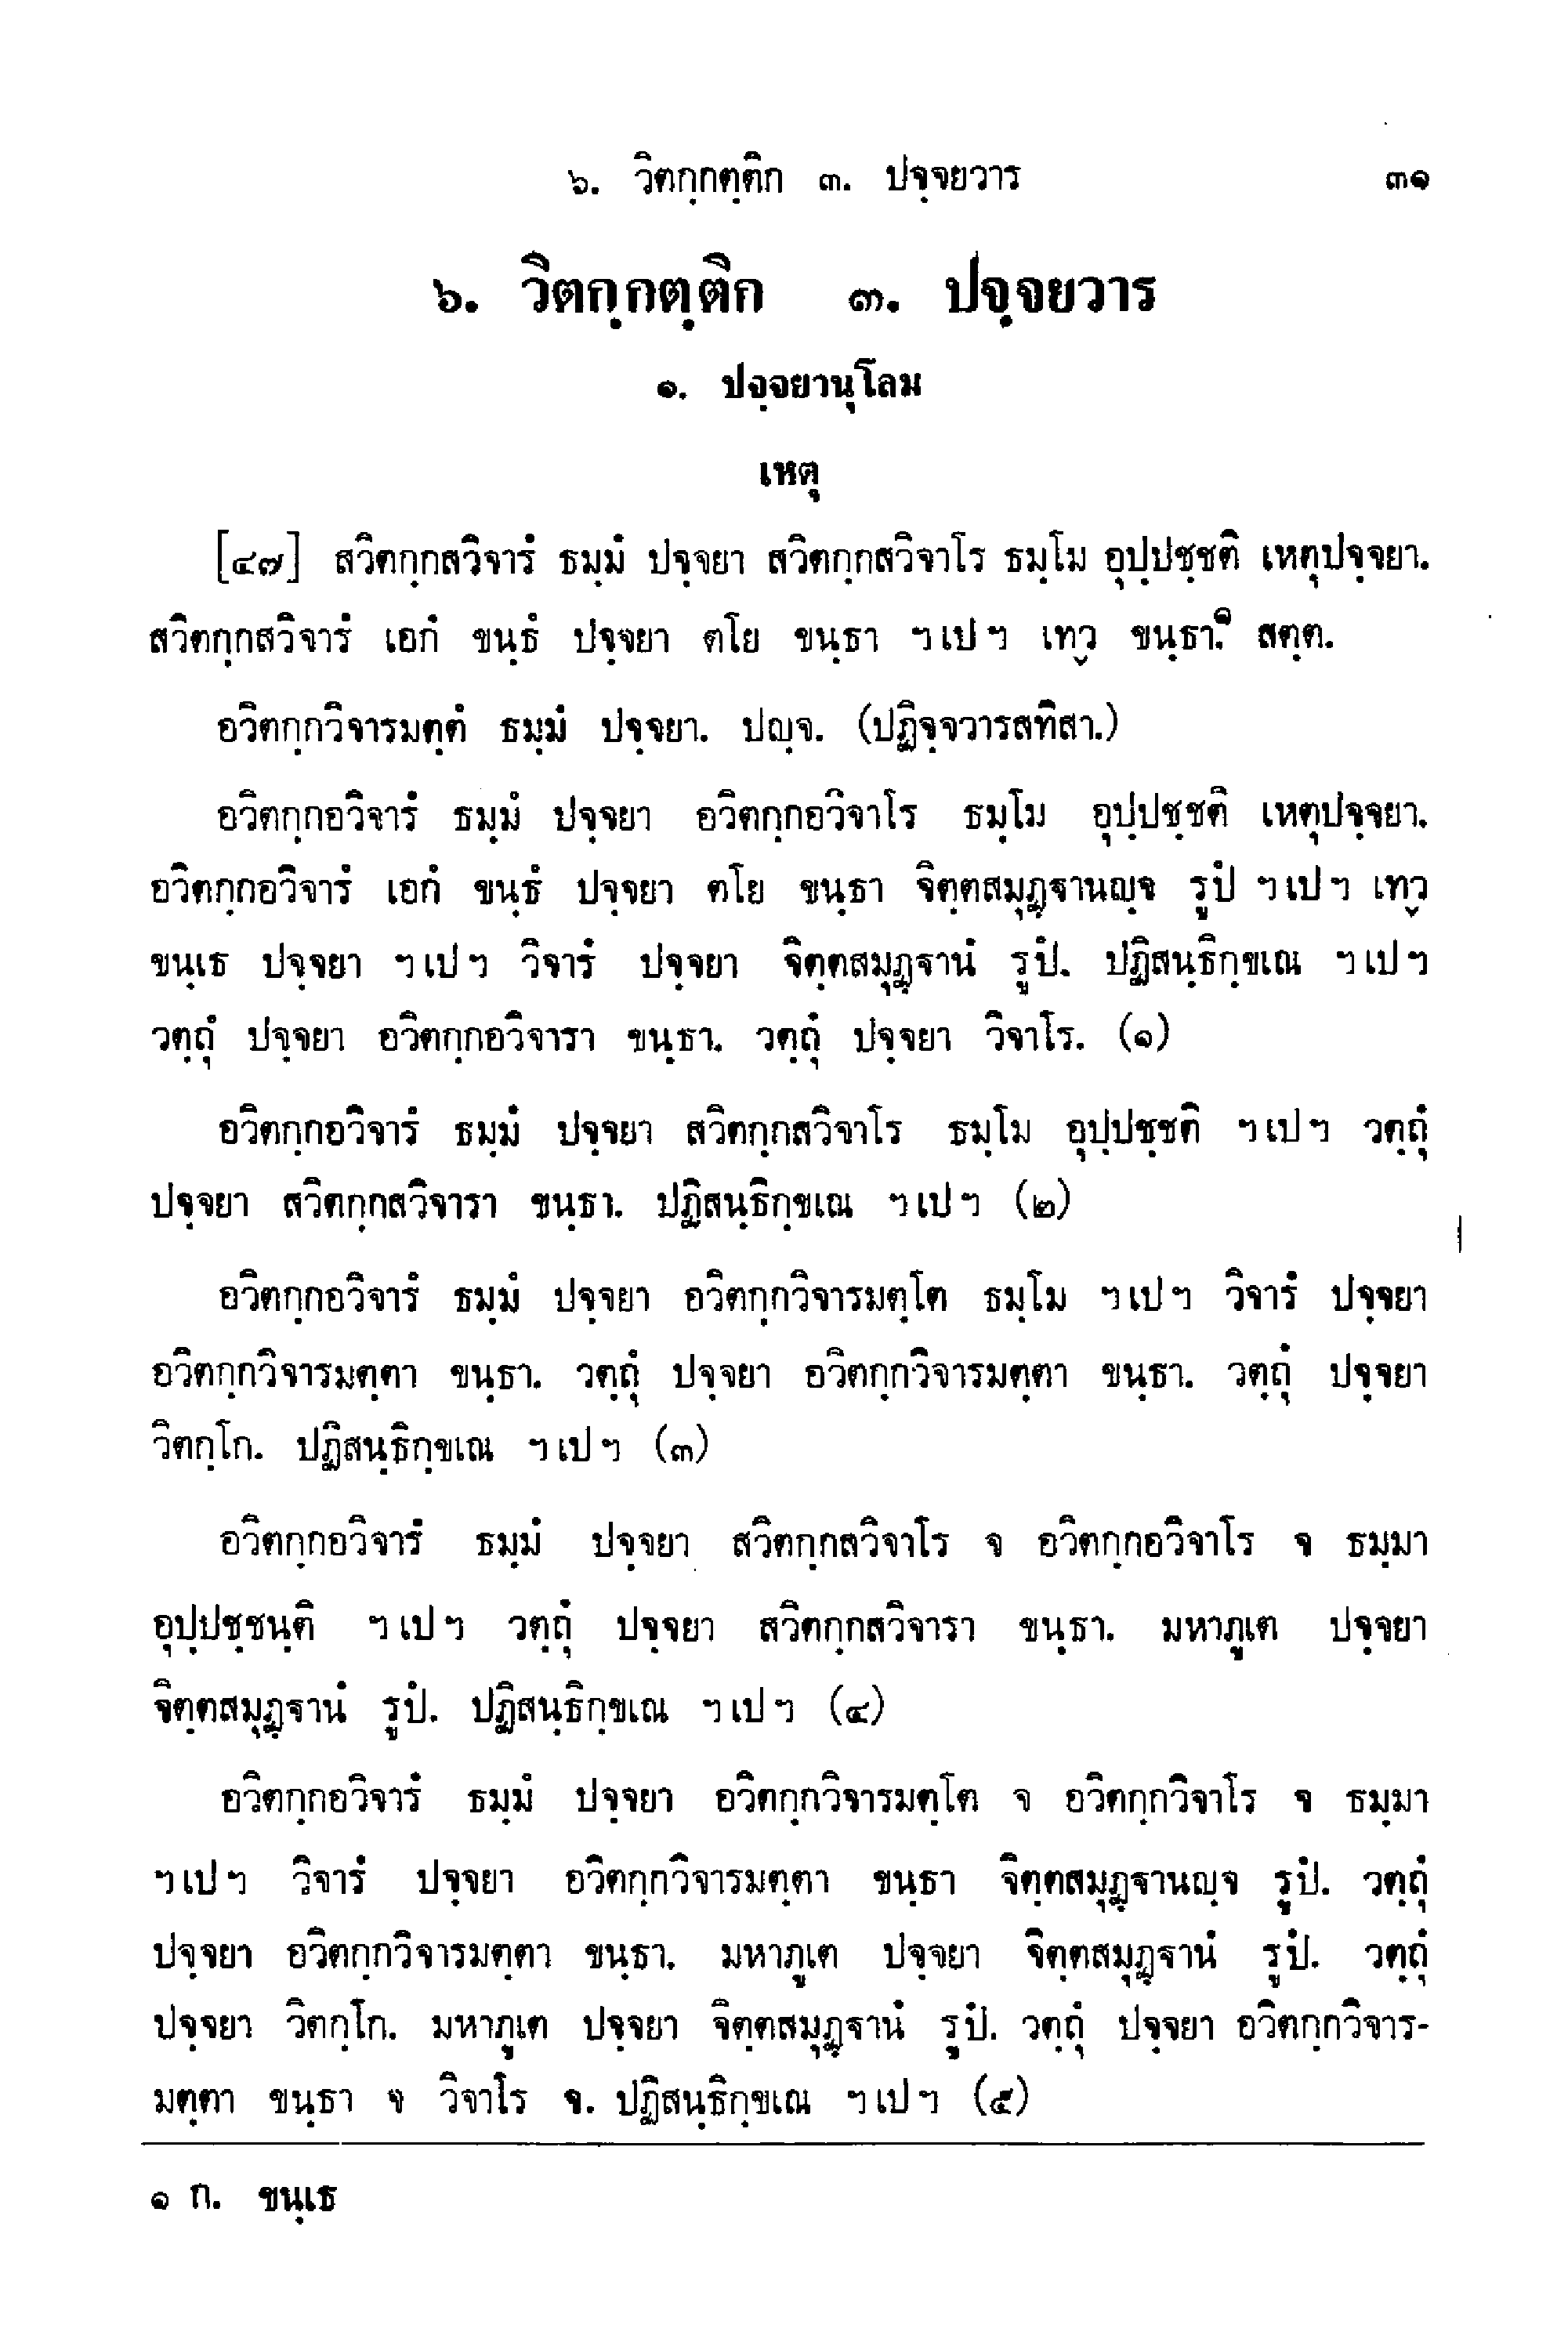 ๖. วิตกฺกตฺติก ๓. ปจฺจยวาร ๓๑
๖. วิตกฺกตฺติก ๓. ปจฺจยวาร
๑. ปจฺจยานุโลม
เหตุ
[๔๗] สวิตกฺกสวิจารํ ธมฺมํ ปจฺจยา สวิตกฺกสวิจาโร ธมฺโม อุปฺปชฺชติ เหตุปจฺจยา.
สวิตกฺกสวิจารํ เอกํ ขนฺธํ ปจฺจยา ตโย ขนฺธา ฯเปฯ เทฺว ขนฺธา.๑ สตฺต.
อวิตกฺกวิจารมตฺตํ ธมฺมํ ปจฺจยา. ปญฺจ. (ปฏิจฺจวารสทิสา.)
อวิตกฺกอวิจารํ ธมฺมํ ปจฺจยา อวิตกฺกอวิจาโร ธมฺโม อุปฺปชฺชติ เหตุปจฺจยา.
อวิตกฺกอวิจารํ เอกํ ขนฺธํ ปจฺจยา ตโย ขนฺธา จิตฺตสมุฏฺฐานญฺจ รูปํ ฯเปฯ เทฺว
ขนฺเธ ปจฺจยา ฯเปฯ วิจารํ ปจฺจยา จิตฺตสมุฏฺฐานํ รูปํ. ปฏิสนฺธิกฺขเณ ฯเปฯ
วตฺถุํ ปจฺจยา อวิตกฺกอวิจารา ขนฺธา. วตฺถุํ ปจฺจยา วิจาโร. (๑)
อวิตกฺกอวิจารํ ธมฺมํ ปจฺจยา สวิตกฺกสวิจาโร ธมฺโม อุปฺปชฺชติ ฯเปฯ วตฺถุํ
ปจฺจยา สวิตกฺกสวิจารา ขนฺธา. ปฏิสนฺธิกฺขเณ ฯเปฯ (๒)
อวิตกฺกอวิจารํ ธมฺมํ ปจฺจยา อวิตกฺกวิจารมตฺโต ธมฺโม ฯเปฯ วิจารํ ปจฺจยา
อวิตกฺกวิจารมตฺตา ขนฺธา. วตฺถุํ ปจฺจยา อวิตกฺกวิจารมตฺตา ขนฺธา. วตฺถุํ ปจฺจยา
วิตกฺโก. ปฏิสนฺธิกฺขเณ ฯเปฯ (๓)
อวิตกฺกอวิจารํ ธมฺมํ ปจฺจยา สวิตกฺกสวิจาโร จ อวิตกฺกอวิจาโร จ ธมฺมา
อุปฺปชฺชนฺติ ฯเปฯ วตฺถุํ ปจฺจยา สวิตกฺกสวิจารา ขนฺธา. มหาภูเต ปจฺจยา
จิตฺตสมุฏฺฐานํ รูปํ. ปฏิสนฺธิกฺขเณ ฯเปฯ (๔)
อวิตกฺกอวิจารํ ธมฺมํ ปจฺจยา อวิตกฺกวิจารมตฺโต จ อวิตกฺกวิจาโร จ ธมฺมา
ฯเปฯ วิจารํ ปจฺจยา อวิตกฺกวิจารมตฺตา ขนฺธา จิตฺตสมุฏฺฐานญฺจ รูปํ. วตฺถุํ
ปจฺจยา อวิตกฺกวิจารมตฺตา ขนฺธา. มหาภูเต ปจฺจยา จิตฺตสมุฏฺฐานํ รูปํ. วตฺถุํ
ปจฺจยา วิตกฺโก. มหาภูเต ปจฺจยา จิตฺตสมุฏฺฐานํ รูปํ. วตฺถุํ ปจฺจยา อวิตกฺกวิจาร-
มตฺตา ขนฺธา จ วิจาโร จ. ปฏิสนฺธิกฺขเณ ฯเปฯ (๕)
๑ ก. ขนฺเธ